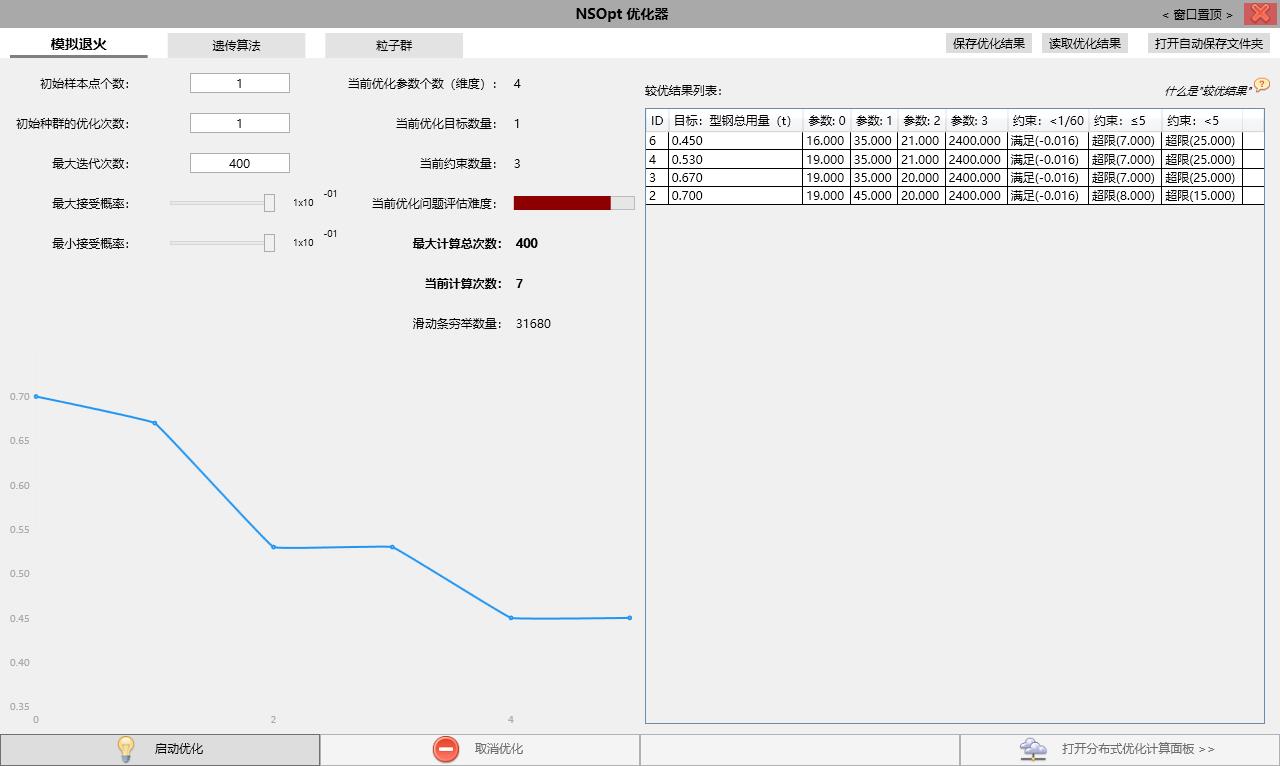 NSOpt 优化器
< 窗口置顶 >
模拟退火
遗传算法
粒子群
保存优化结果
读取优化结果
打开自动保存文件夹
初始样本点个数: 1
当前优化参数个数（维度）: 4
初始种群的优化次数: 1
当前优化目标数量: 1
最大迭代次数: 400
当前约束数量: 3
最大接受概率: 1x10 -01
当前优化问题评估难度:
最小接受概率: 1x10 -01
最大计算总次数: 400
当前计算次数: 7
滑动条穷举数量: 31680
较优结果列表:
什么是"较优结果" ?
ID 目标: 型钢总用量（t） 参数: 0 参数: 1 参数: 2 参数: 3 约束: <1/60 约束: ≤5 约束: <5
6 0.450 16.000 35.000 21.000 2400.000 满足(-0.016) 超限(7.000) 超限(25.000)
4 0.530 19.000 35.000 21.000 2400.000 满足(-0.016) 超限(7.000) 超限(25.000)
3 0.670 19.000 35.000 20.000 2400.000 满足(-0.016) 超限(7.000) 超限(25.000)
2 0.700 19.000 45.000 20.000 2400.000 满足(-0.016) 超限(8.000) 超限(15.000)
0.70
0.65
0.60
0.55
0.50
0.45
0.40
0.35
0 2 4
启动优化
取消优化
打开分布式优化计算面板 >>